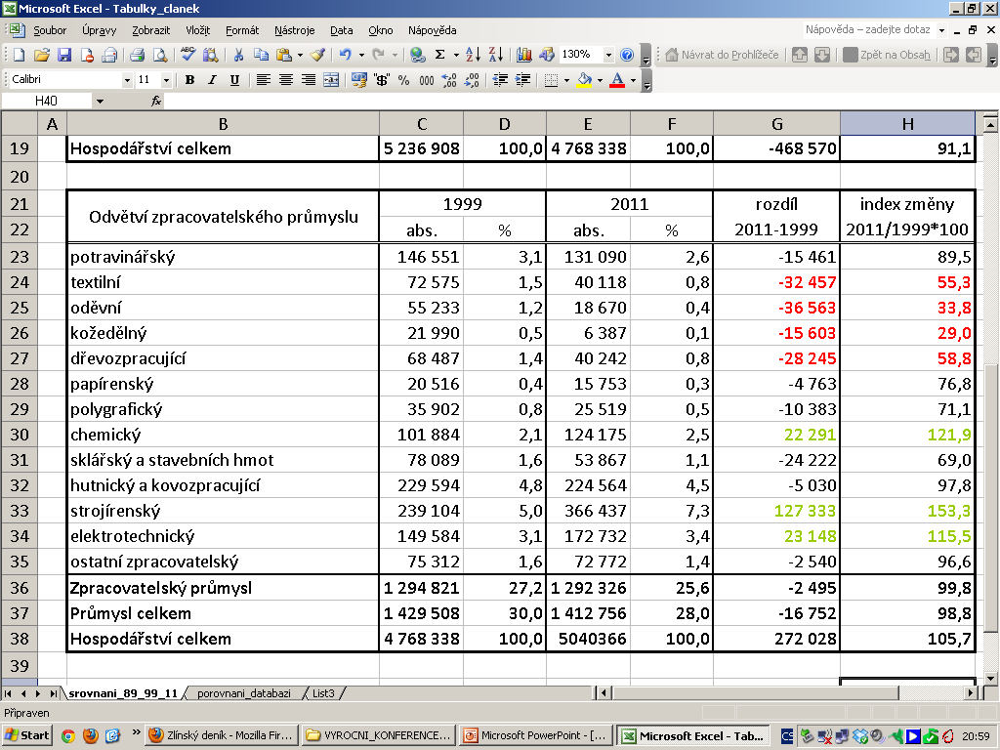 Microsoft Excel - Tabulky_clanek
Soubor Úpravy Zobrazit Vložit Formát Nástroje Data Okno Nápověda Nápověda – zadejte dotaz
130% Návrat do Prohlížeče Zpět na Obsah
Calibri 11 B I U % 000
H40 fx
A B C D E F G H
19 Hospodářství celkem 5 236 908 100,0 4 768 338 100,0 -468 570 91,1
20
21 Odvětví zpracovatelského průmyslu 1999 2011 rozdíl index změny
22 abs. % abs. % 2011-1999 2011/1999*100
23 potravinářský 146 551 3,1 131 090 2,6 -15 461 89,5
24 textilní 72 575 1,5 40 118 0,8 -32 457 55,3
25 oděvní 55 233 1,2 18 670 0,4 -36 563 33,8
26 kožedělný 21 990 0,5 6 387 0,1 -15 603 29,0
27 dřevozpracující 68 487 1,4 40 242 0,8 -28 245 58,8
28 papírenský 20 516 0,4 15 753 0,3 -4 763 76,8
29 polygrafický 35 902 0,8 25 519 0,5 -10 383 71,1
30 chemický 101 884 2,1 124 175 2,5 22 291 121,9
31 sklářský a stavebních hmot 78 089 1,6 53 867 1,1 -24 222 69,0
32 hutnický a kovozpracující 229 594 4,8 224 564 4,5 -5 030 97,8
33 strojírenský 239 104 5,0 366 437 7,3 127 333 153,3
34 elektrotechnický 149 584 3,1 172 732 3,4 23 148 115,5
35 ostatní zpracovatelský 75 312 1,6 72 772 1,4 -2 540 96,6
36 Zpracovatelský průmysl 1 294 821 27,2 1 292 326 25,6 -2 495 99,8
37 Průmysl celkem 1 429 508 30,0 1 412 756 28,0 -16 752 98,8
38 Hospodářství celkem 4 768 338 100,0 5040366 100,0 272 028 105,7
39
srovnani_89_99_11 porovnani_databazi List3
Připraven
Start Zlínský deník - Mozilla Fir... VYROCNI_KONFERENCE... Microsoft PowerPoint - [... Microsoft Excel - Tab... CS 20:59